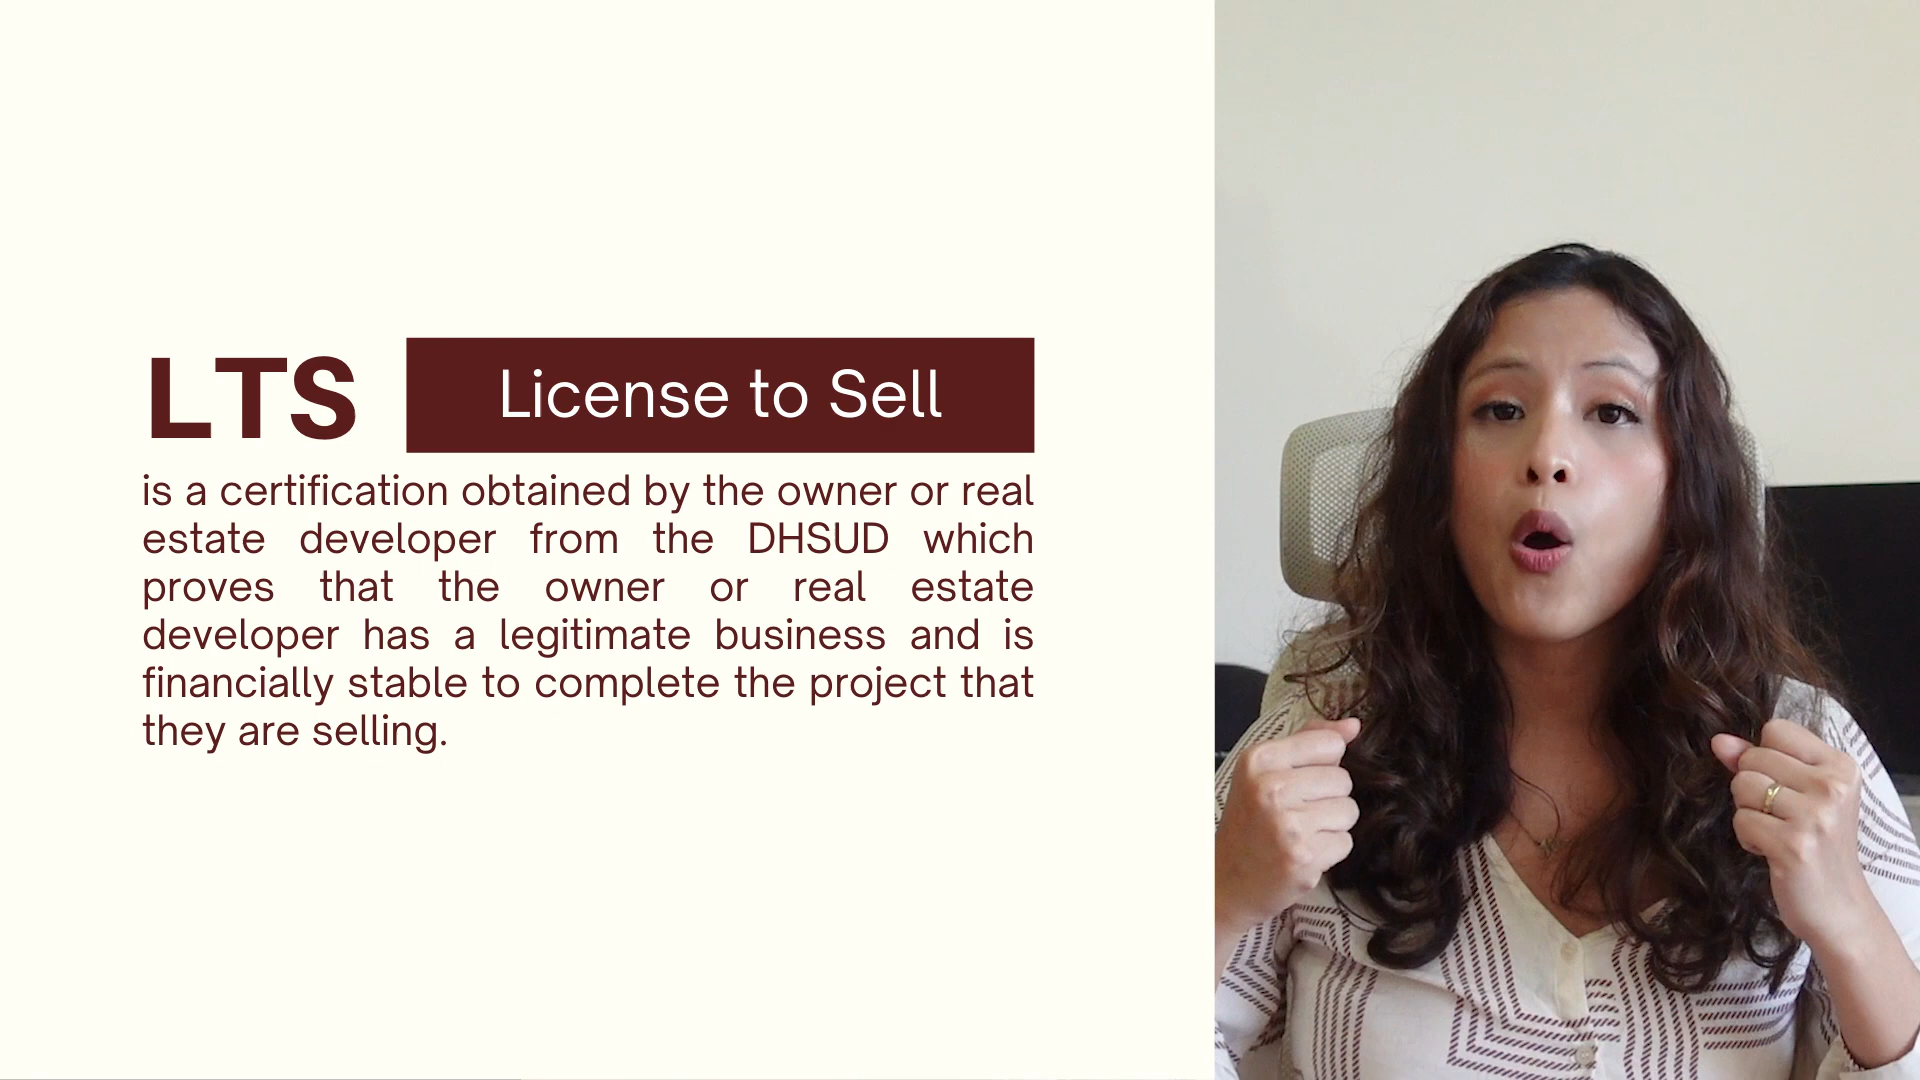 LTS License to Sell
is a certification obtained by the owner or real
estate developer from the DHSUD which
proves that the owner or real estate
developer has a legitimate business and is
financially stable to complete the project that
they are selling.